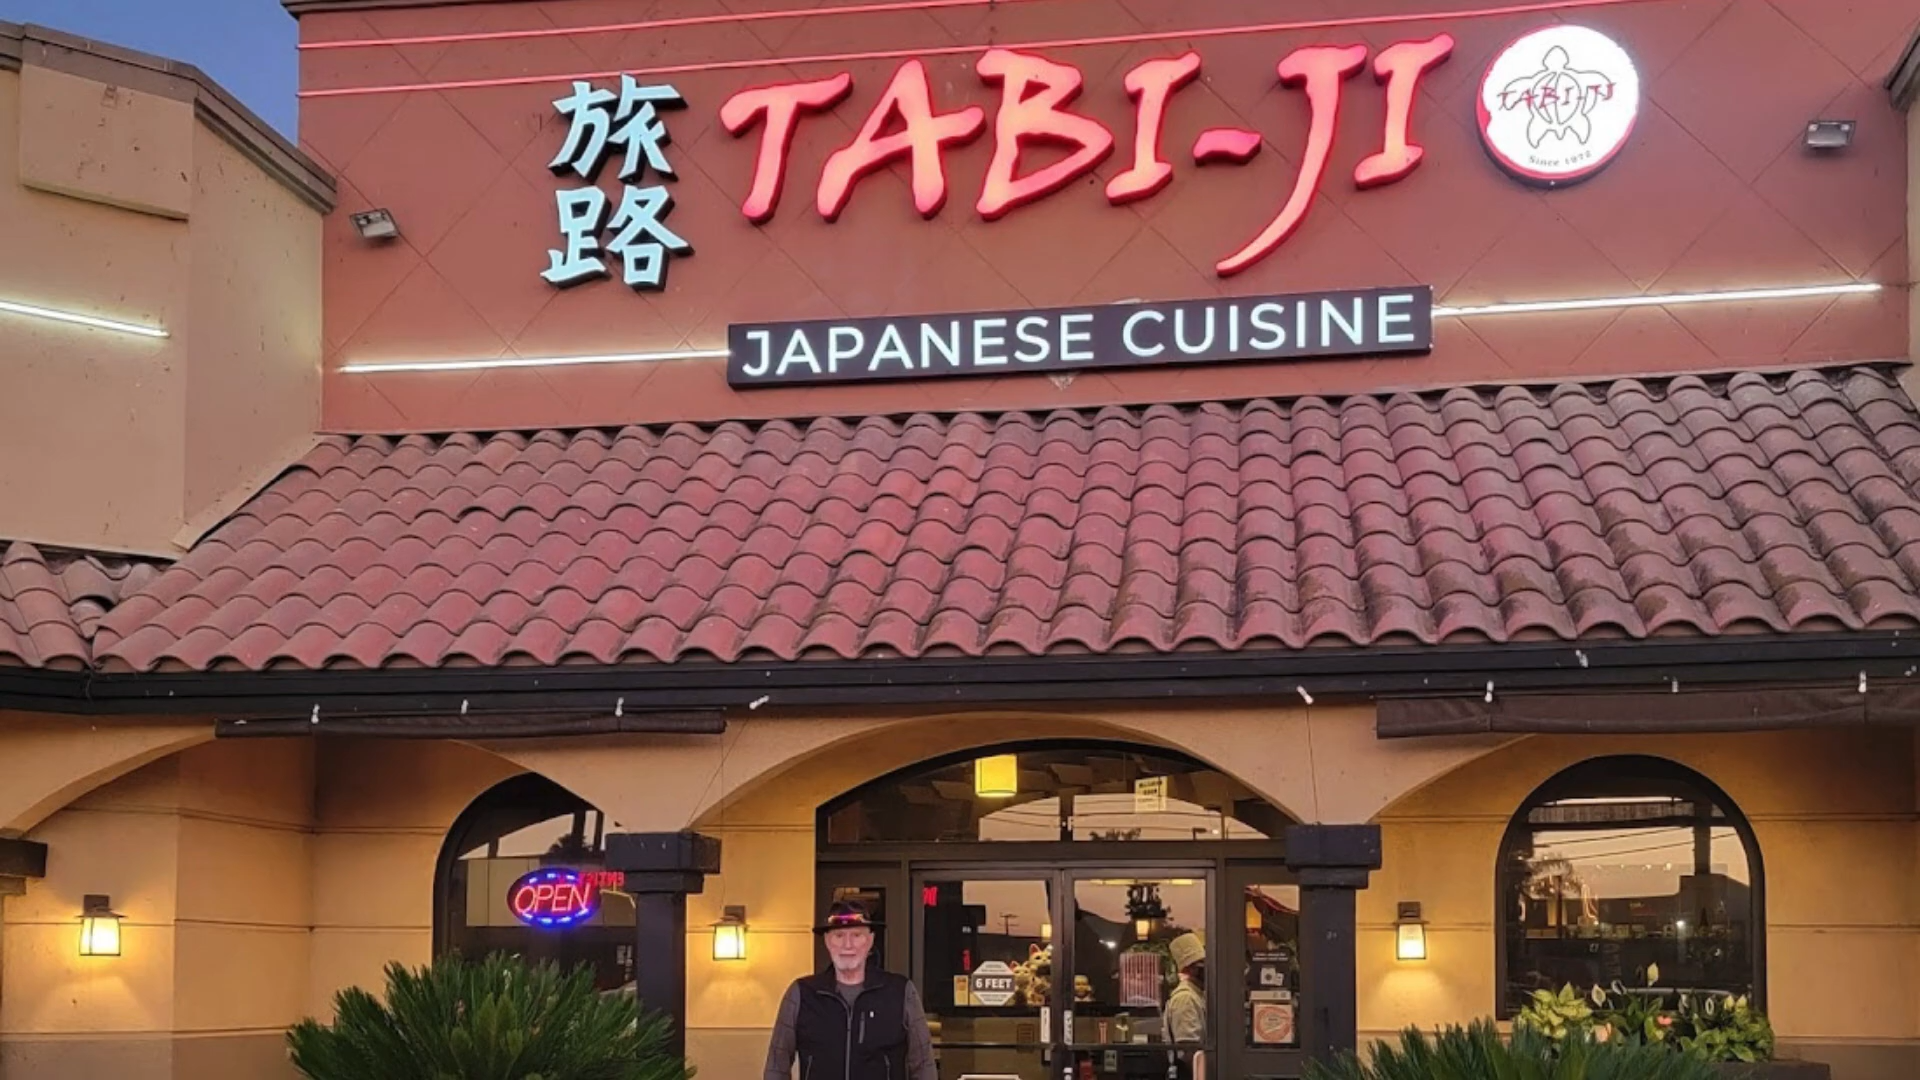 旅路
TABI-JI
TABI-JI
Since 1972
JAPANESE CUISINE
OPEN
6 FEET